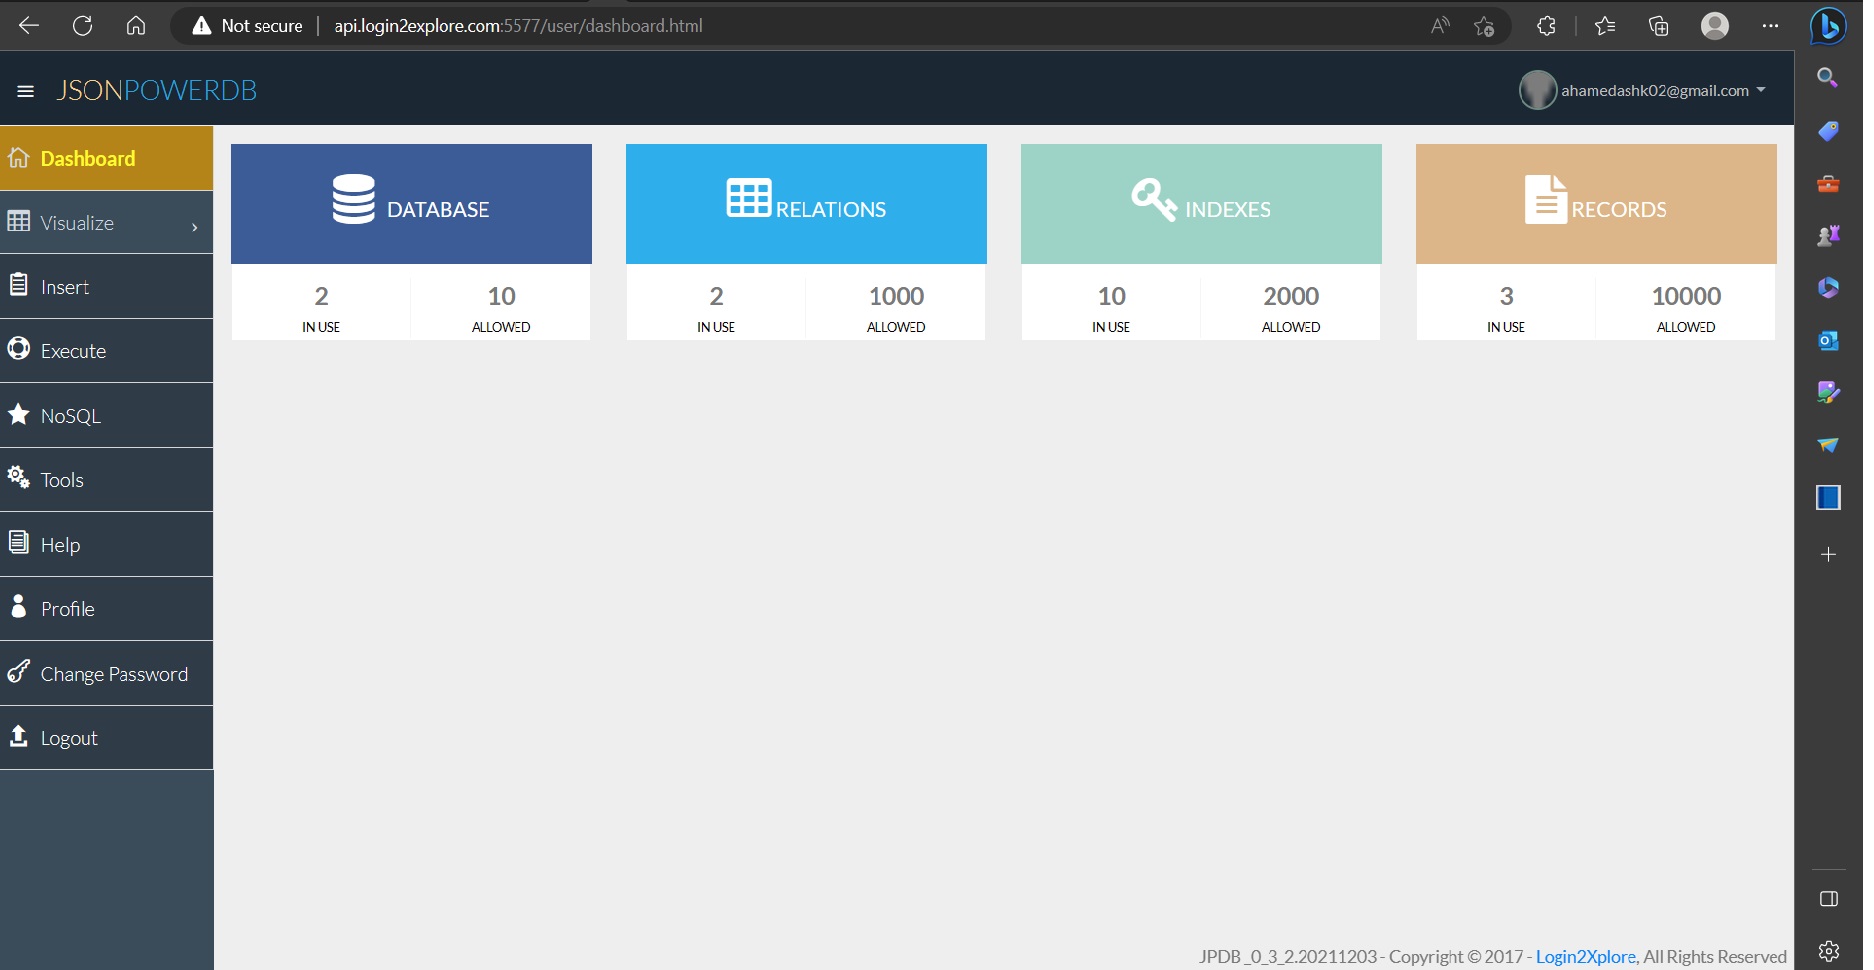 Not secure | api.login2explore.com:5577/user/dashboard.html
JSONPOWERDB
ahamedashk02@gmail.com
Dashboard
Visualize
Insert
Execute
NoSQL
Tools
Help
Profile
Change Password
Logout
DATABASE
2 10
IN USE ALLOWED
RELATIONS
2 1000
IN USE ALLOWED
INDEXES
10 2000
IN USE ALLOWED
RECORDS
3 10000
IN USE ALLOWED
JPDB_0_3_2.20211203 - Copyright © 2017 - Login2Xplore, All Rights Reserved